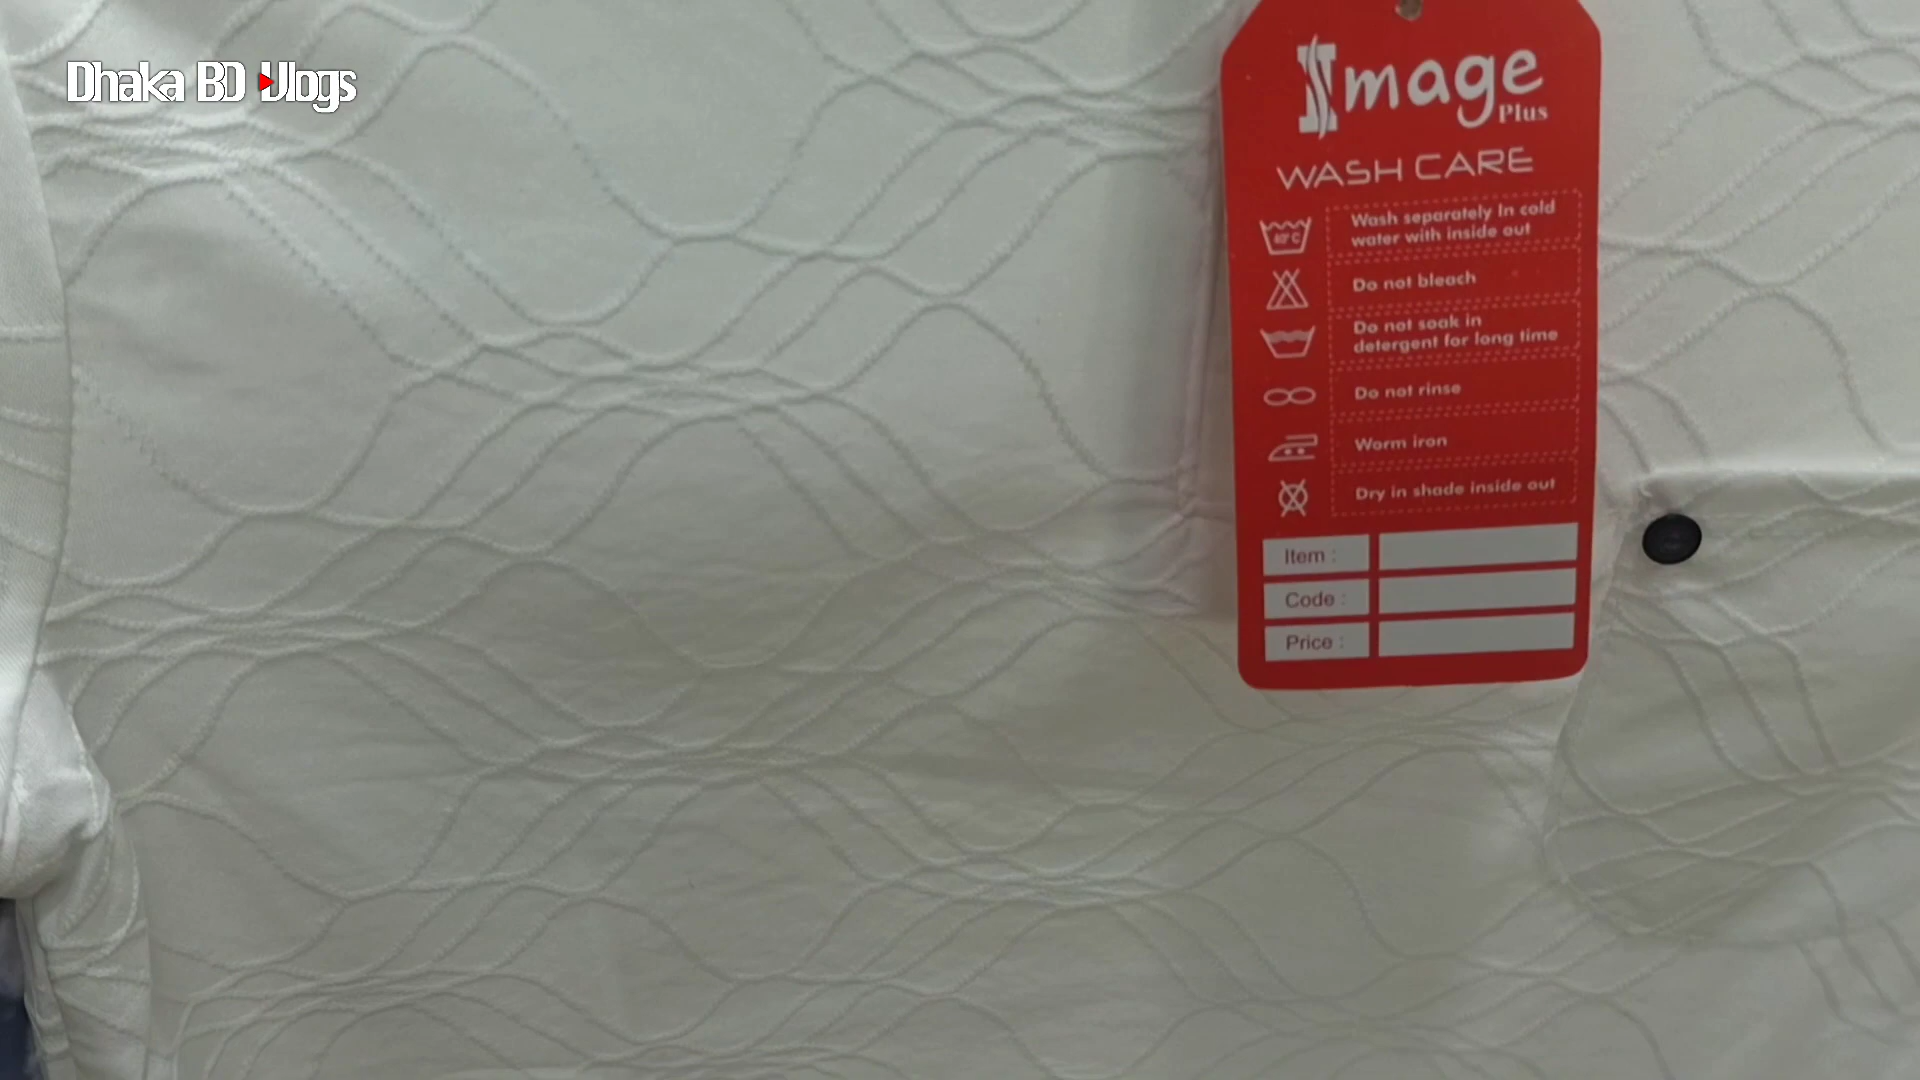 Dhaka BD Vlogs
Image
Plus
WASH CARE
40°C
Wash separately In cold
water with inside out
Do not bleach
Do not soak in
detergent for long time
Do not rinse
Worm iron
Dry in shade inside out
Item :
Code :
Price :